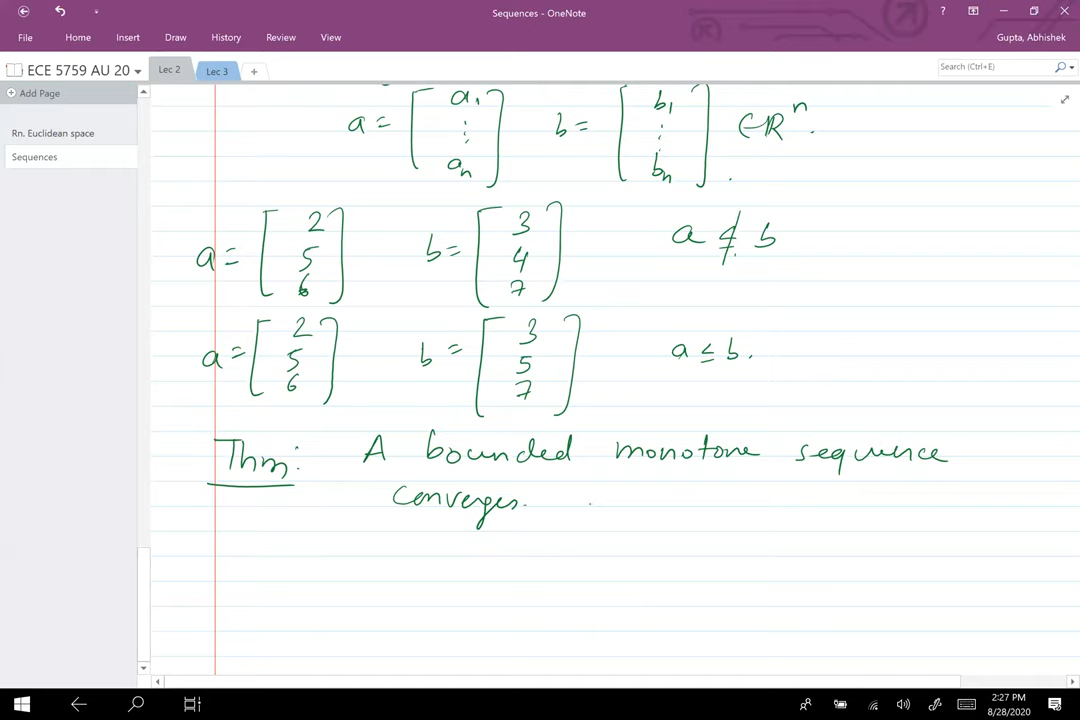 Sequences - OneNote
File Home Insert Draw History Review View
Gupta, Abhishek
ECE 5759 AU 20
Lec 2
Lec 3
Search (Ctrl+E)
Add Page
Rn. Euclidean space
Sequences
a = [ a₁ ⋮ aₙ ] b = [ b₁ ⋮ bₙ ] ∈ ℝⁿ.
a = [ 2 5 6 ] b = [ 3 4 7 ] a ≰ b
a = [ 2 5 6 ] b = [ 3 5 7 ] a ≤ b.
Thm: A bounded monotone sequence
converges.
2:27 PM
8/28/2020